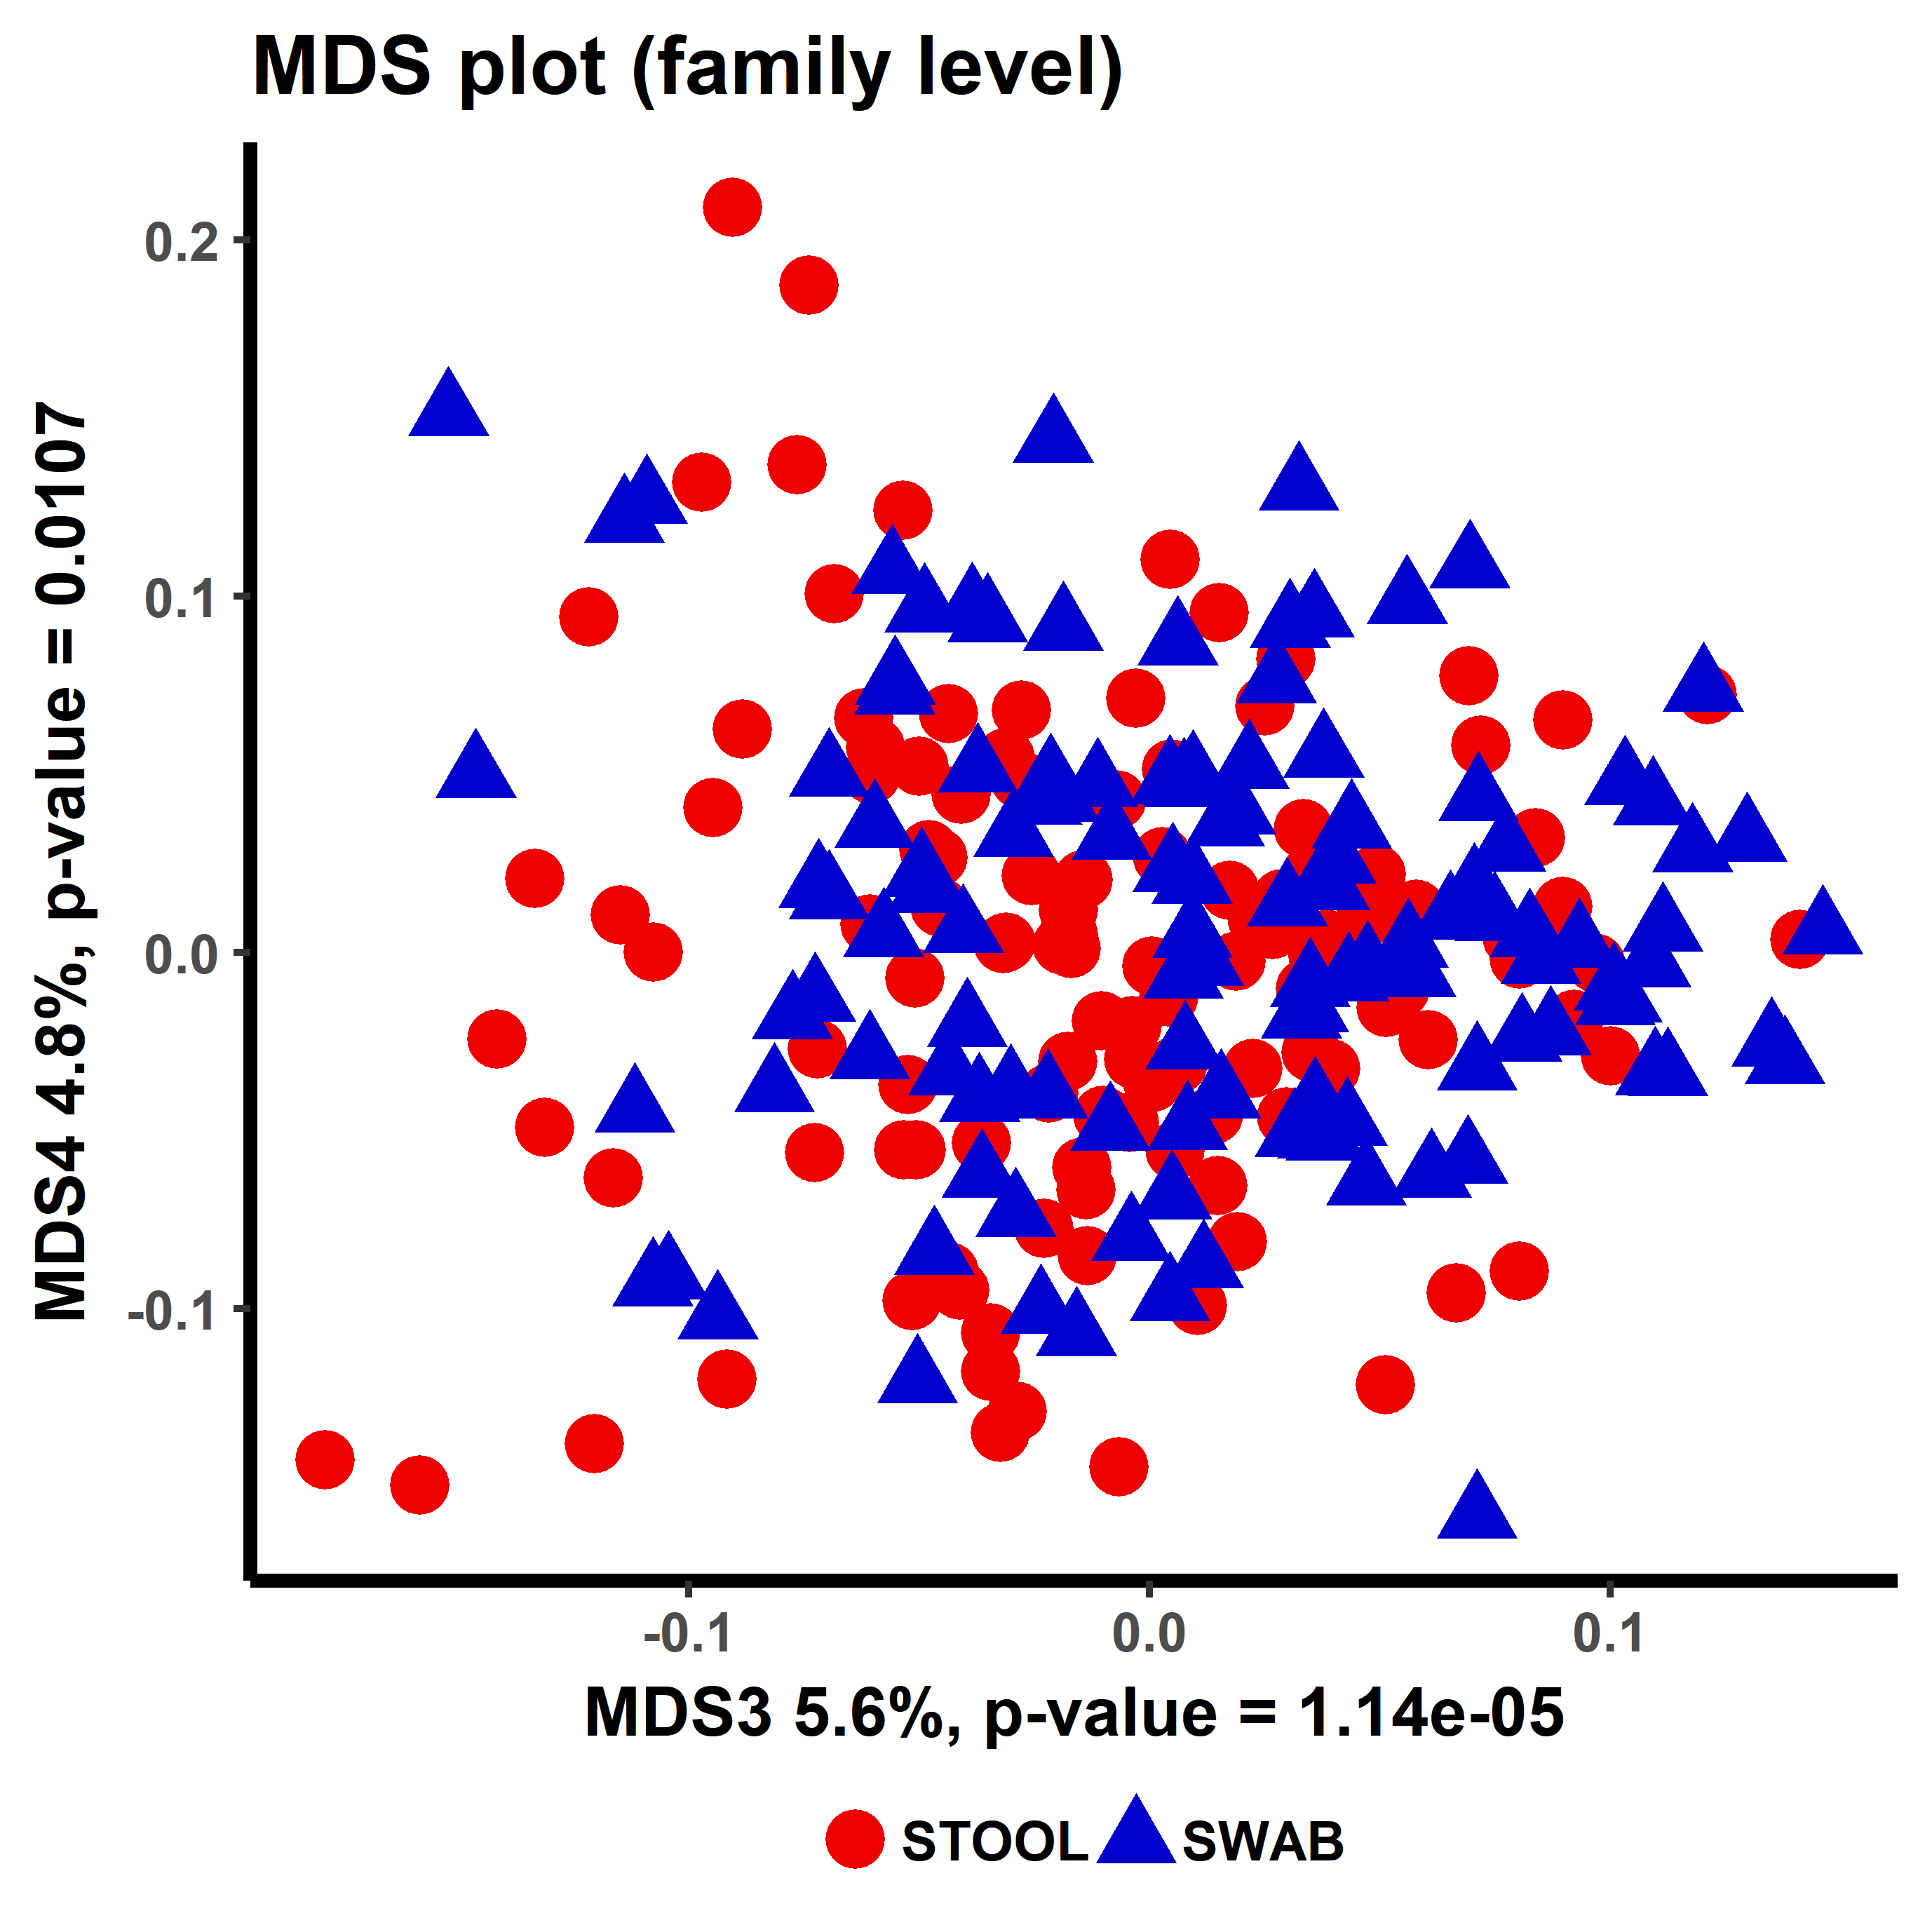 MDS plot (family level)
MDS4 4.8%, p-value = 0.0107
0.2
0.1
0.0
-0.1
-0.1 0.0 0.1
MDS3 5.6%, p-value = 1.14e-05
STOOL SWAB